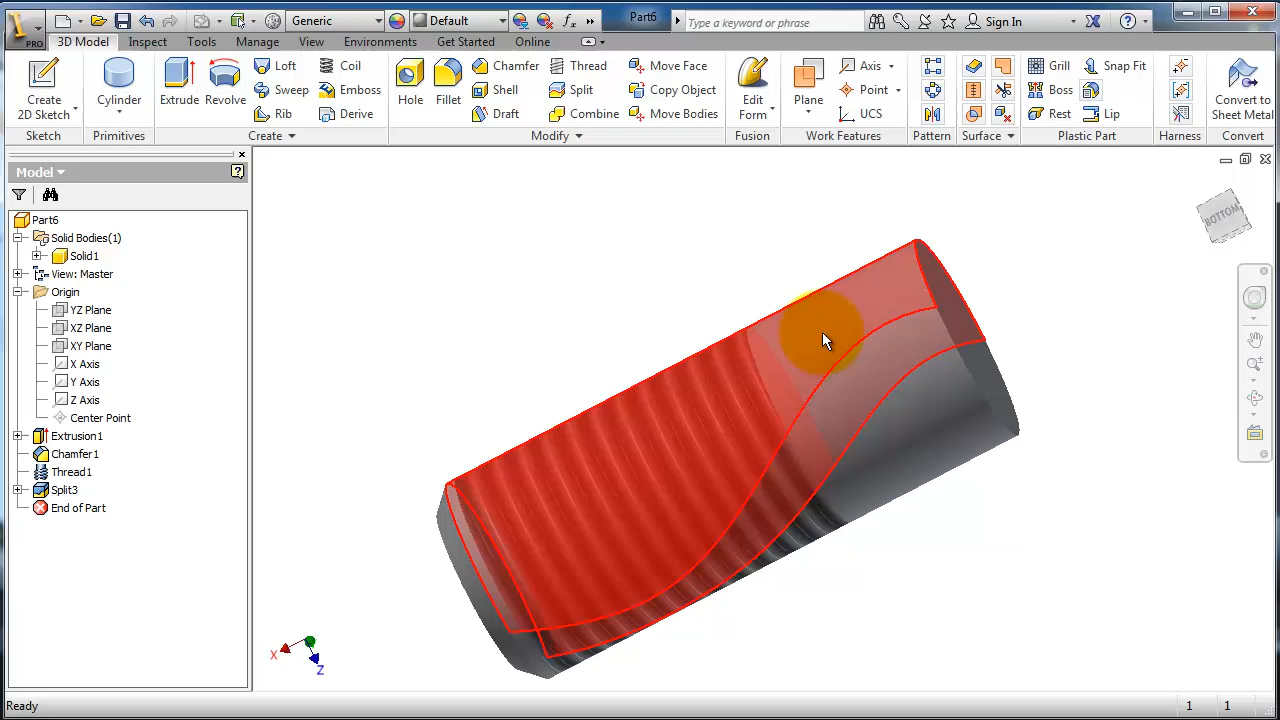 Generic
Default
Part6
Type a keyword or phrase
Sign In
PRO
3D Model Inspect Tools Manage View Environments Get Started Online
Create 2D Sketch
Sketch
Cylinder
Primitives
Extrude
Revolve
Loft
Sweep
Rib
Coil
Emboss
Derive
Create
Hole
Fillet
Chamfer
Shell
Draft
Thread
Split
Combine
Move Face
Copy Object
Move Bodies
Modify
Edit Form
Fusion
Plane
Axis
Point
UCS
Work Features
Pattern
Surface
Grill
Boss
Rest
Snap Fit
Lip
Plastic Part
Harness
Convert to Sheet Metal
Convert
Model
Part6
Solid Bodies(1)
Solid1
View: Master
Origin
YZ Plane
XZ Plane
XY Plane
X Axis
Y Axis
Z Axis
Center Point
Extrusion1
Chamfer1
Thread1
Split3
End of Part
BOTTOM
X
Z
Ready
1 1